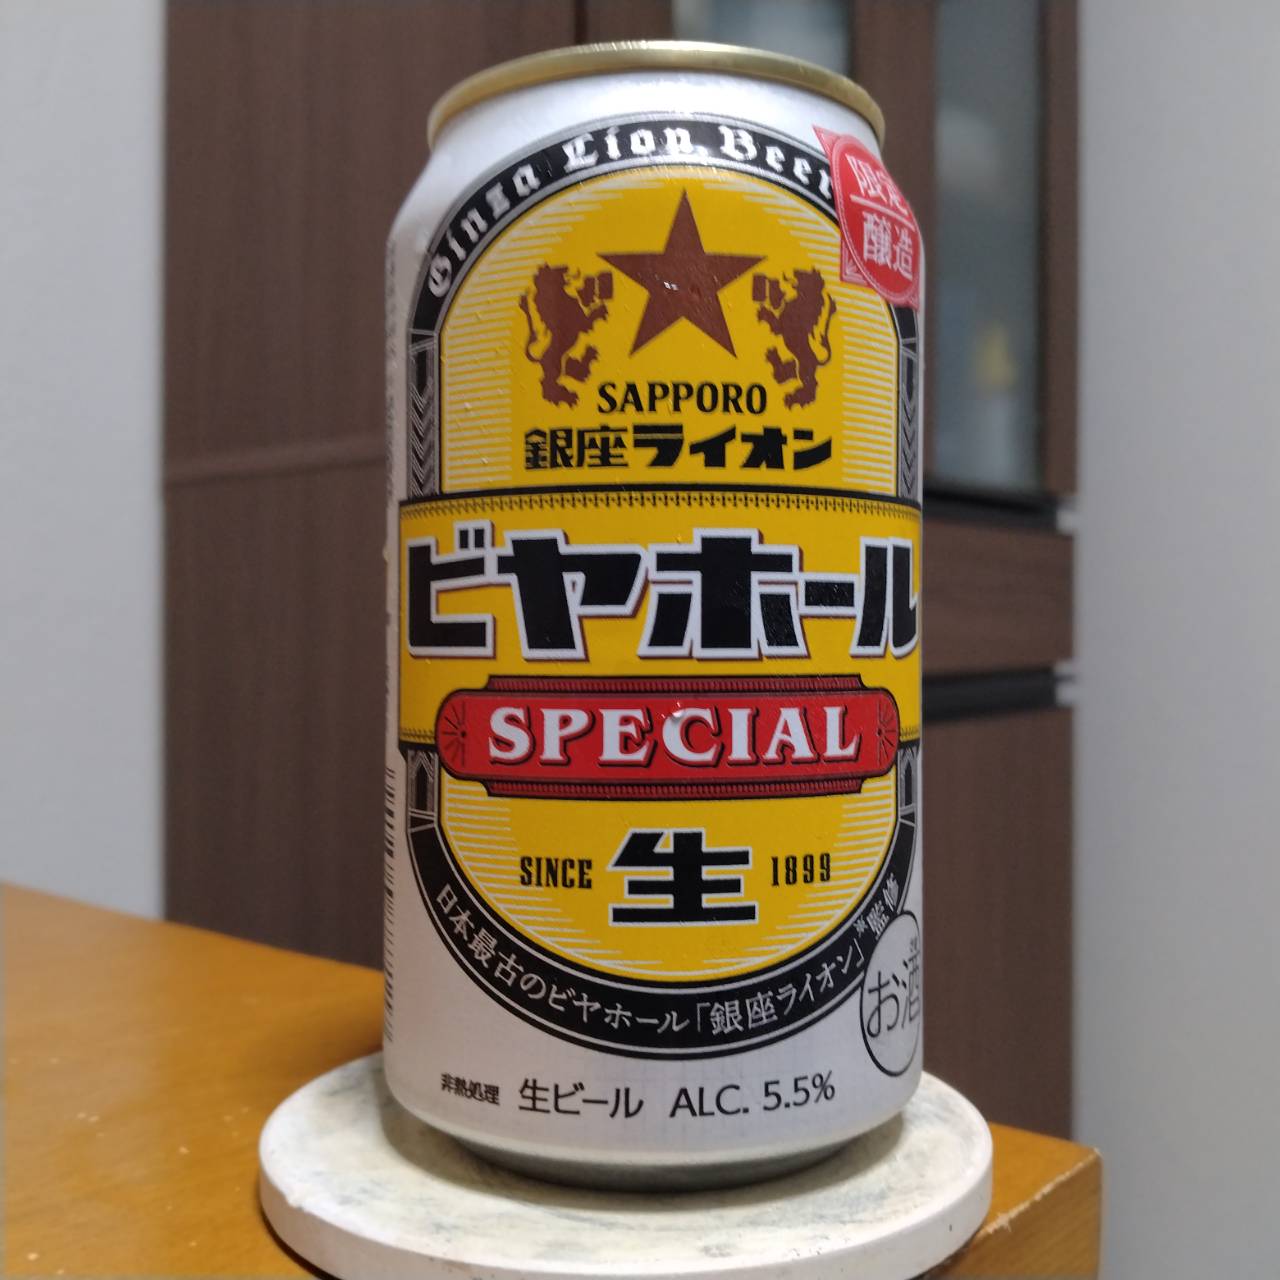 Ginza Lion Beer
限定
醸造
SAPPORO
銀座ライオン
ビヤホール
SPECIAL
SINCE 生 1899
日本最古のビヤホール「銀座ライオン」※監修
お酒
非熱処理 生ビール ALC. 5.5%